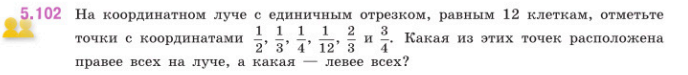 5.102 На координатном луче с единичным отрезком, равным 12 клеткам, отметьте
точки с координатами 1/2, 1/3, 1/4, 1/12, 2/3 и 3/4. Какая из этих точек расположена
правее всех на луче, а какая — левее всех?